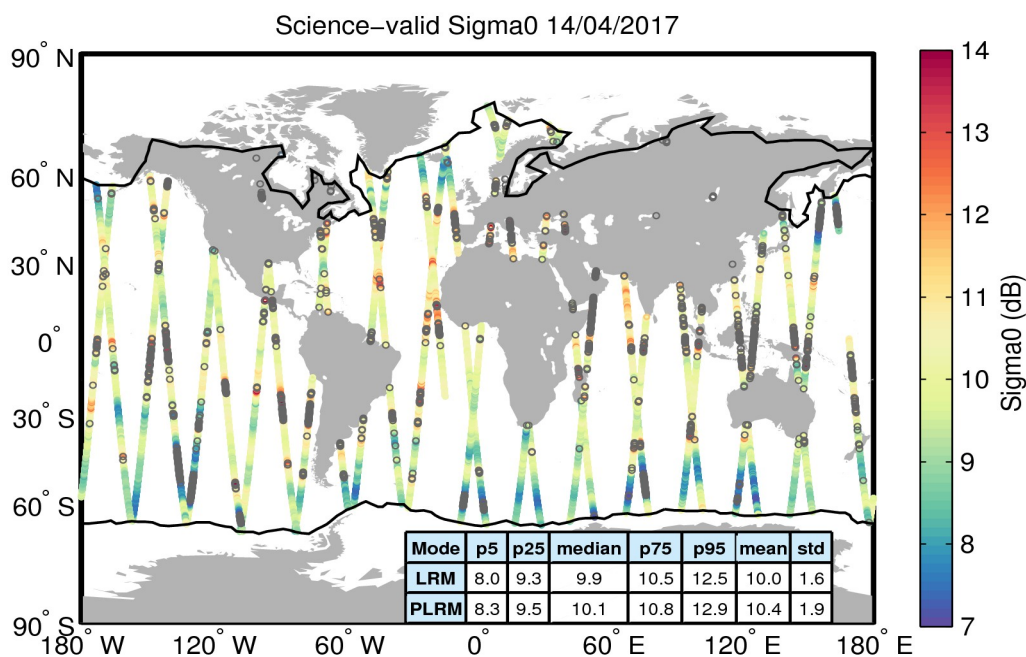 Science−valid Sigma0 14/04/2017
90° N
60° N
30° N
0°
30° S
60° S
90° S
180° W
120° W
60° W
0°
60° E
120° E
180° E
14
13
12
11
10
9
8
7
Sigma0 (dB)
Mode p5 p25 median p75 p95 mean std
LRM 8.0 9.3 9.9 10.5 12.5 10.0 1.6
PLRM 8.3 9.5 10.1 10.8 12.9 10.4 1.9